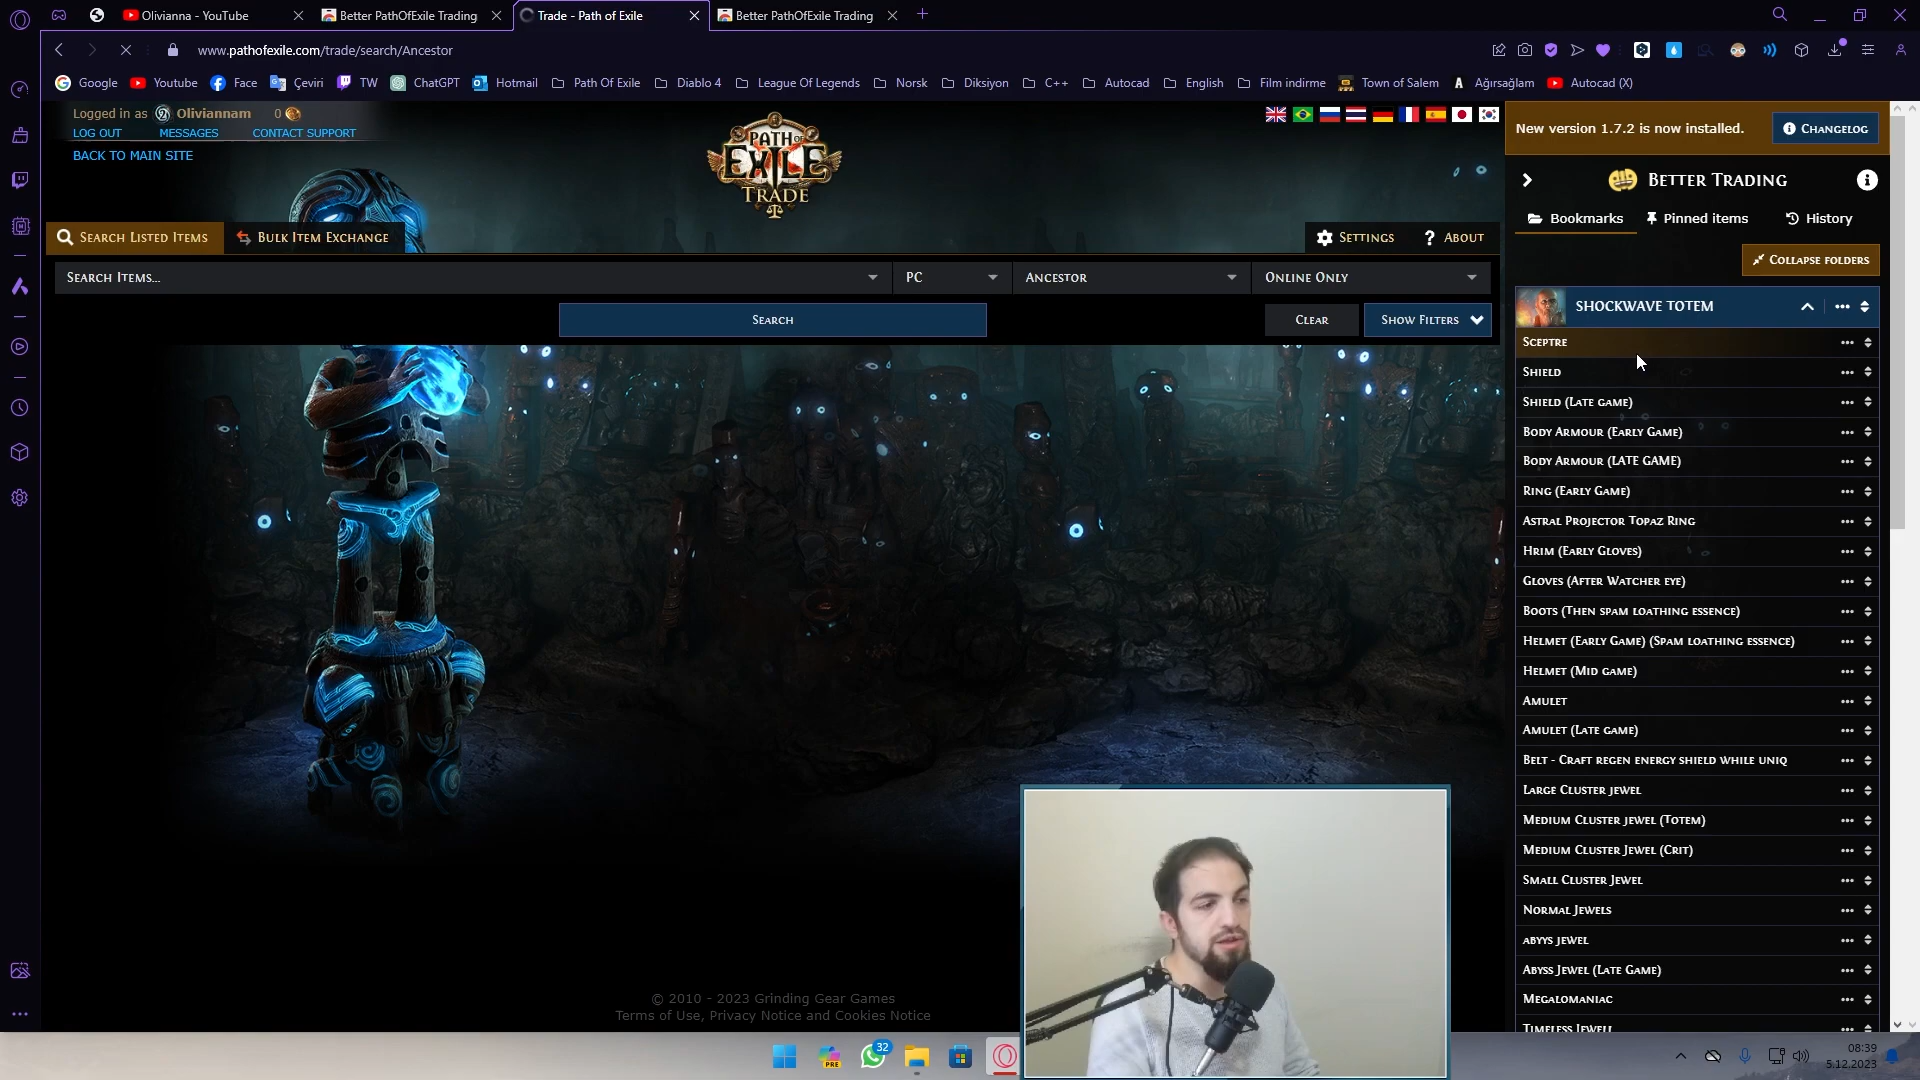 Olivianna - YouTube
Better PathOfExile Trading
Trade - Path of Exile
Better PathOfExile Trading
www.pathofexile.com/trade/search/Ancestor
Google
Youtube
Face
Çeviri
TW
ChatGPT
Hotmail
Path Of Exile
Diablo 4
League Of Legends
Norsk
Diksiyon
C++
Autocad
English
Film indirme
Town of Salem
Ağırsağlam
Autocad (X)
Logged in as Oliviannam 0
LOG OUT MESSAGES CONTACT SUPPORT
BACK TO MAIN SITE
PATH OF
EXILE
TRADE
New version 1.7.2 is now installed.
Changelog
Better Trading
Bookmarks
Pinned items
History
Collapse folders
Search Listed Items
Bulk Item Exchange
Settings
About
Search Items...
PC
Ancestor
Online Only
Search
Clear
Show Filters
SHOCKWAVE TOTEM
Sceptre
Shield
Shield (Late game)
Body Armour (Early Game)
Body Armour (LATE GAME)
Ring (Early Game)
Astral Projector Topaz Ring
Hrim (Early Gloves)
Gloves (After Watcher eye)
Boots (Then spam loathing essence)
Helmet (Early Game) (Spam loathing essence)
Helmet (Mid game)
Amulet
Amulet (Late game)
Belt - Craft regen energy shield while uniq
Large Cluster jewel
Medium Cluster jewel (Totem)
Medium Cluster Jewel (Crit)
Small Cluster Jewel
Normal Jewels
abyys jewel
Abyss Jewel (Late Game)
Megalomaniac
Timeless Jewell
© 2010 - 2023 Grinding Gear Games
Terms of Use, Privacy Notice and Cookies Notice
PRE
32
08:39
5.12.2023